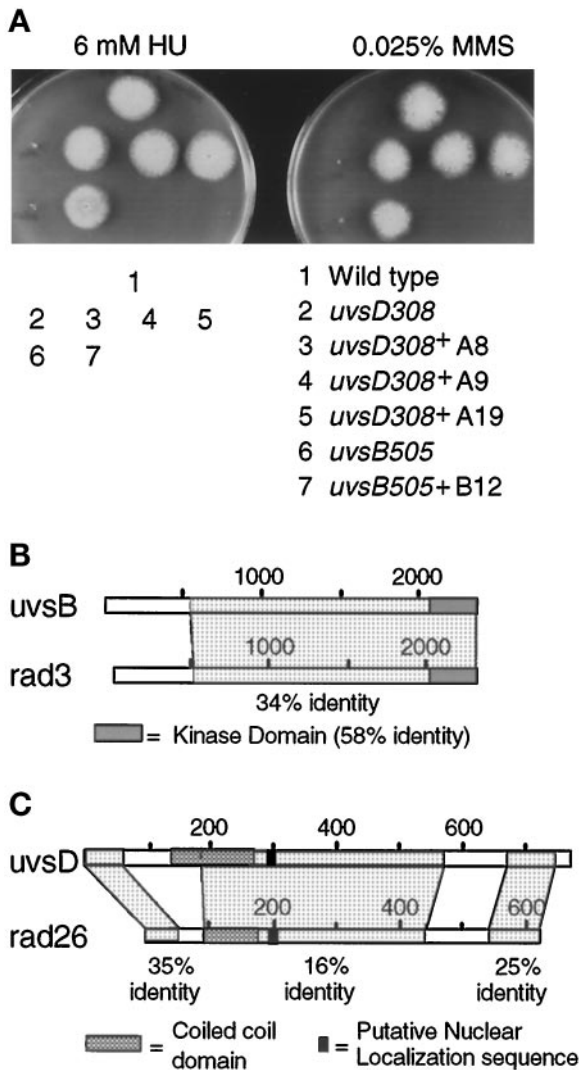 A
6 mM HU 0.025% MMS
1
2 3 4 5
6 7
1 Wild type
2 uvsD308
3 uvsD308+ A8
4 uvsD308+ A9
5 uvsD308+ A19
6 uvsB505
7 uvsB505+ B12
B
1000 2000
uvsB
1000 2000
rad3
34% identity
= Kinase Domain (58% identity)
C
200 400 600
uvsD
200 400 600
rad26
35% identity
16% identity
25% identity
= Coiled coil domain
= Putative Nuclear Localization sequence